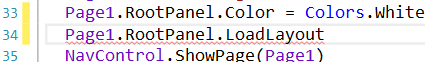 33 Page1.RootPanel.Color = Colors.White
34 Page1.RootPanel.LoadLayout
35 NavControl.ShowPage(Page1)